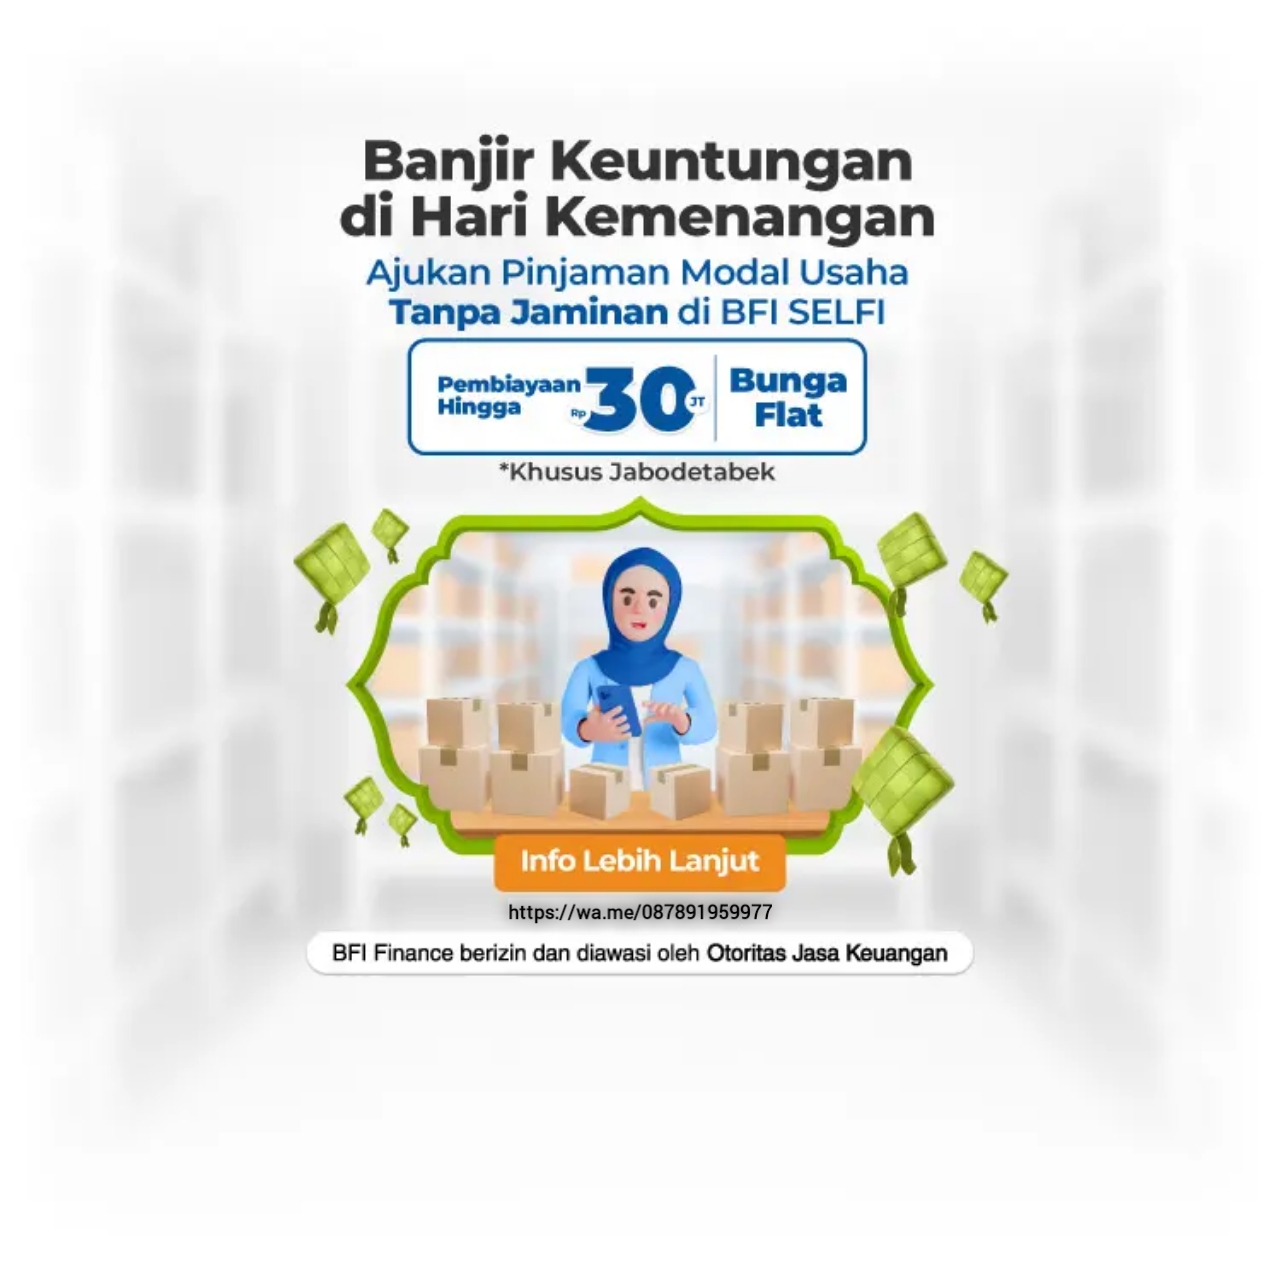 Banjir Keuntungan
di Hari Kemenangan
Ajukan Pinjaman Modal Usaha
Tanpa Jaminan di BFI SELFI
Pembiayaan
Hingga
Rp 30 JT
Bunga
Flat
*Khusus Jabodetabek
Info Lebih Lanjut
https://wa.me/087891959977
BFI Finance berizin dan diawasi oleh Otoritas Jasa Keuangan